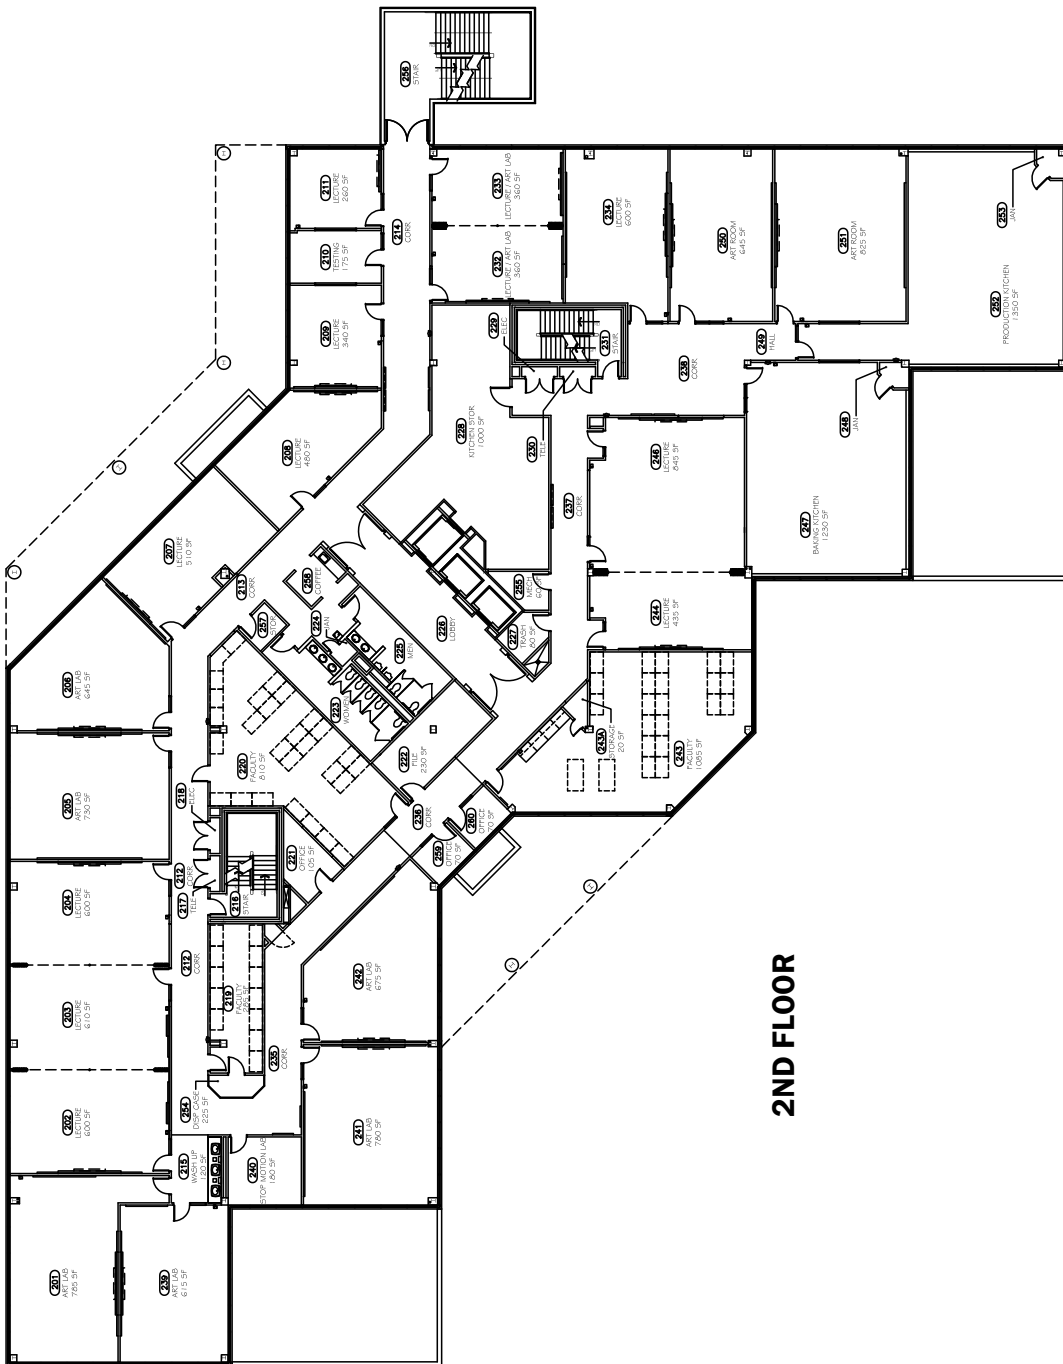 256
STAIR
211
LECTURE
260 SF
210
TESTING
175 SF
209
LECTURE
340 SF
214
CORR
233
LECTURE / ART LAB
360 SF
232
LECTURE / ART LAB
360 SF
234
LECTURE
600 SF
250
ART ROOM
645 SF
251
ART ROOM
825 SF
253
JAN
252
PRODUCTION KITCHEN
1350 SF
229
ELEC
231
STAIR
249
HALL
238
CORR
248
JAN
208
LECTURE
480 SF
228
KITCHEN STOR
1000 SF
230
TELE
246
LECTURE
845 SF
247
BAKING KITCHEN
1230 SF
207
LECTURE
510 SF
237
CORR
213
CORR
258
COFFEE
255
MECH
257
STOR
224
JAN
226
LOBBY
227
TRASH
80 SF
244
LECTURE
435 SF
225
MEN
206
ART LAB
645 SF
223
WOMEN
222
FILE
230 SF
243A
STORAGE
20 SF
243
FACULTY
1085 SF
220
FACULTY
810 SF
205
ART LAB
730 SF
218
ELEC
236
CORR
260
OFFICE
70 SF
259
OFFICE
70 SF
221
OFFICE
105 SF
212
CORR
217
TELE
216
STAIR
204
LECTURE
600 SF
212
CORR
219
FACULTY
285 SF
242
ART LAB
675 SF
203
LECTURE
610 SF
235
CORR
254
DISP CASE
225 SF
202
LECTURE
600 SF
241
ART LAB
780 SF
215
WASH UP
120 SF
240
STOP MOTION LAB
180 SF
201
ART LAB
785 SF
239
ART LAB
615 SF
2ND FLOOR